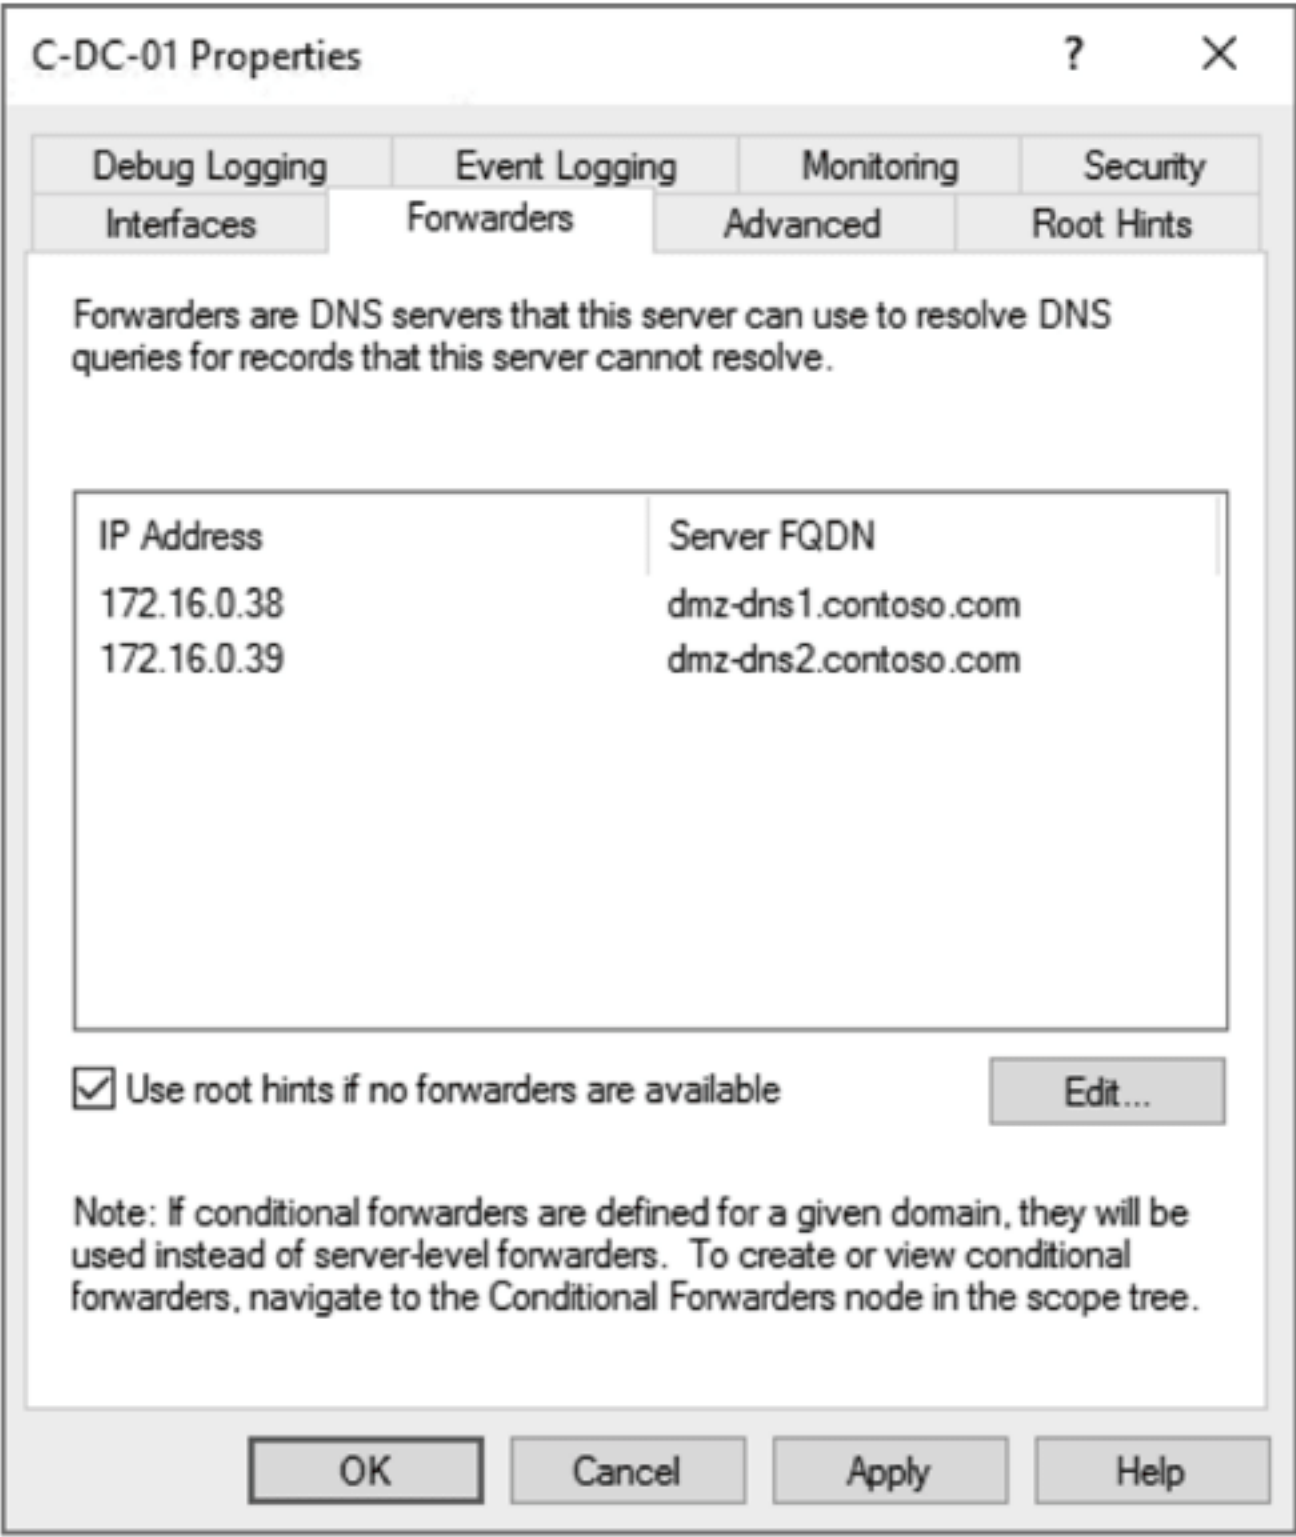 C-DC-01 Properties ?
Debug Logging Event Logging Monitoring Security
Interfaces Forwarders Advanced Root Hints
Forwarders are DNS servers that this server can use to resolve DNS
queries for records that this server cannot resolve.
IP Address Server FQDN
172.16.0.38 dmz-dns1.contoso.com
172.16.0.39 dmz-dns2.contoso.com
Use root hints if no forwarders are available Edit...
Note: If conditional forwarders are defined for a given domain, they will be
used instead of server-level forwarders. To create or view conditional
forwarders, navigate to the Conditional Forwarders node in the scope tree.
OK Cancel Apply Help